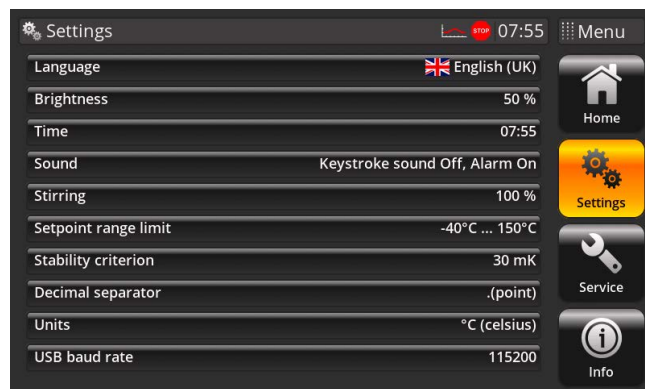 Settings
STOP
07:55
Menu
Language English (UK)
Brightness 50 %
Time 07:55
Sound Keystroke sound Off, Alarm On
Stirring 100 %
Setpoint range limit -40°C ... 150°C
Stability criterion 30 mK
Decimal separator .(point)
Units °C (celsius)
USB baud rate 115200
Home
Settings
Service
Info